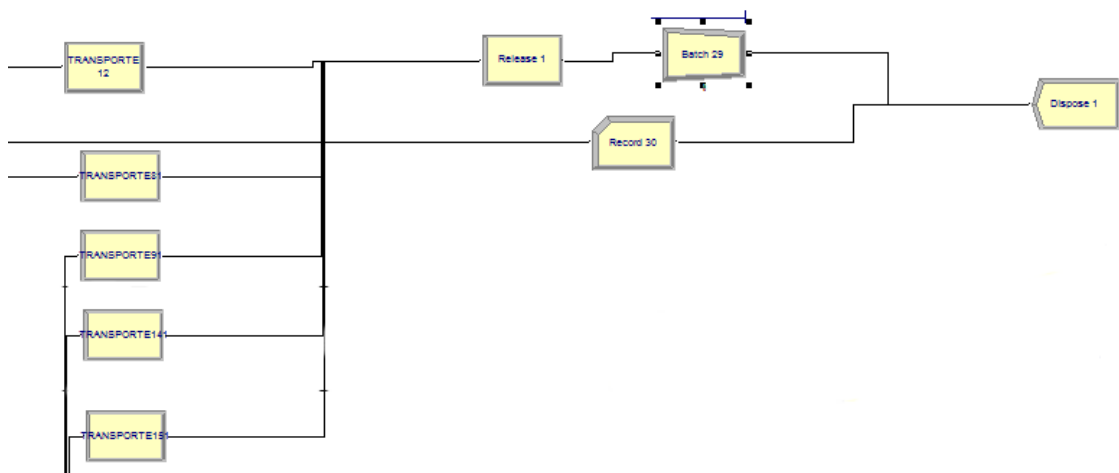 TRANSPORTE
12
Release 1
Batch 29
Dispose 1
Record 30
TRANSPORTE81
TRANSPORTE91
TRANSPORTE141
TRANSPORTE151